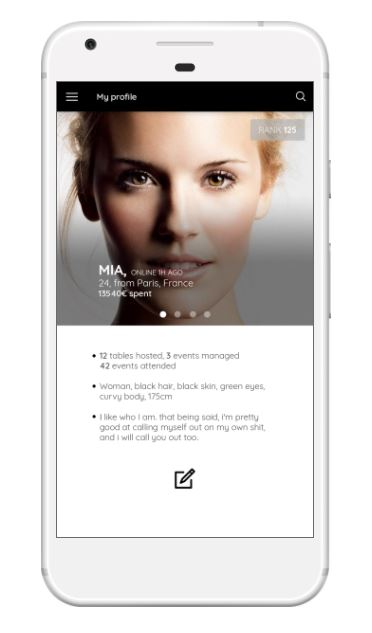 My profile
RANK 125
MIA, ONLINE 1H AGO
24, from Paris, France
13540€ spent
12 tables hosted, 3 events managed
42 events attended
Woman, black hair, black skin, green eyes,
curvy body, 175cm
I like who I am. that being said, i'm pretty
good at calling myself out on my own shit,
and i will call you out too.